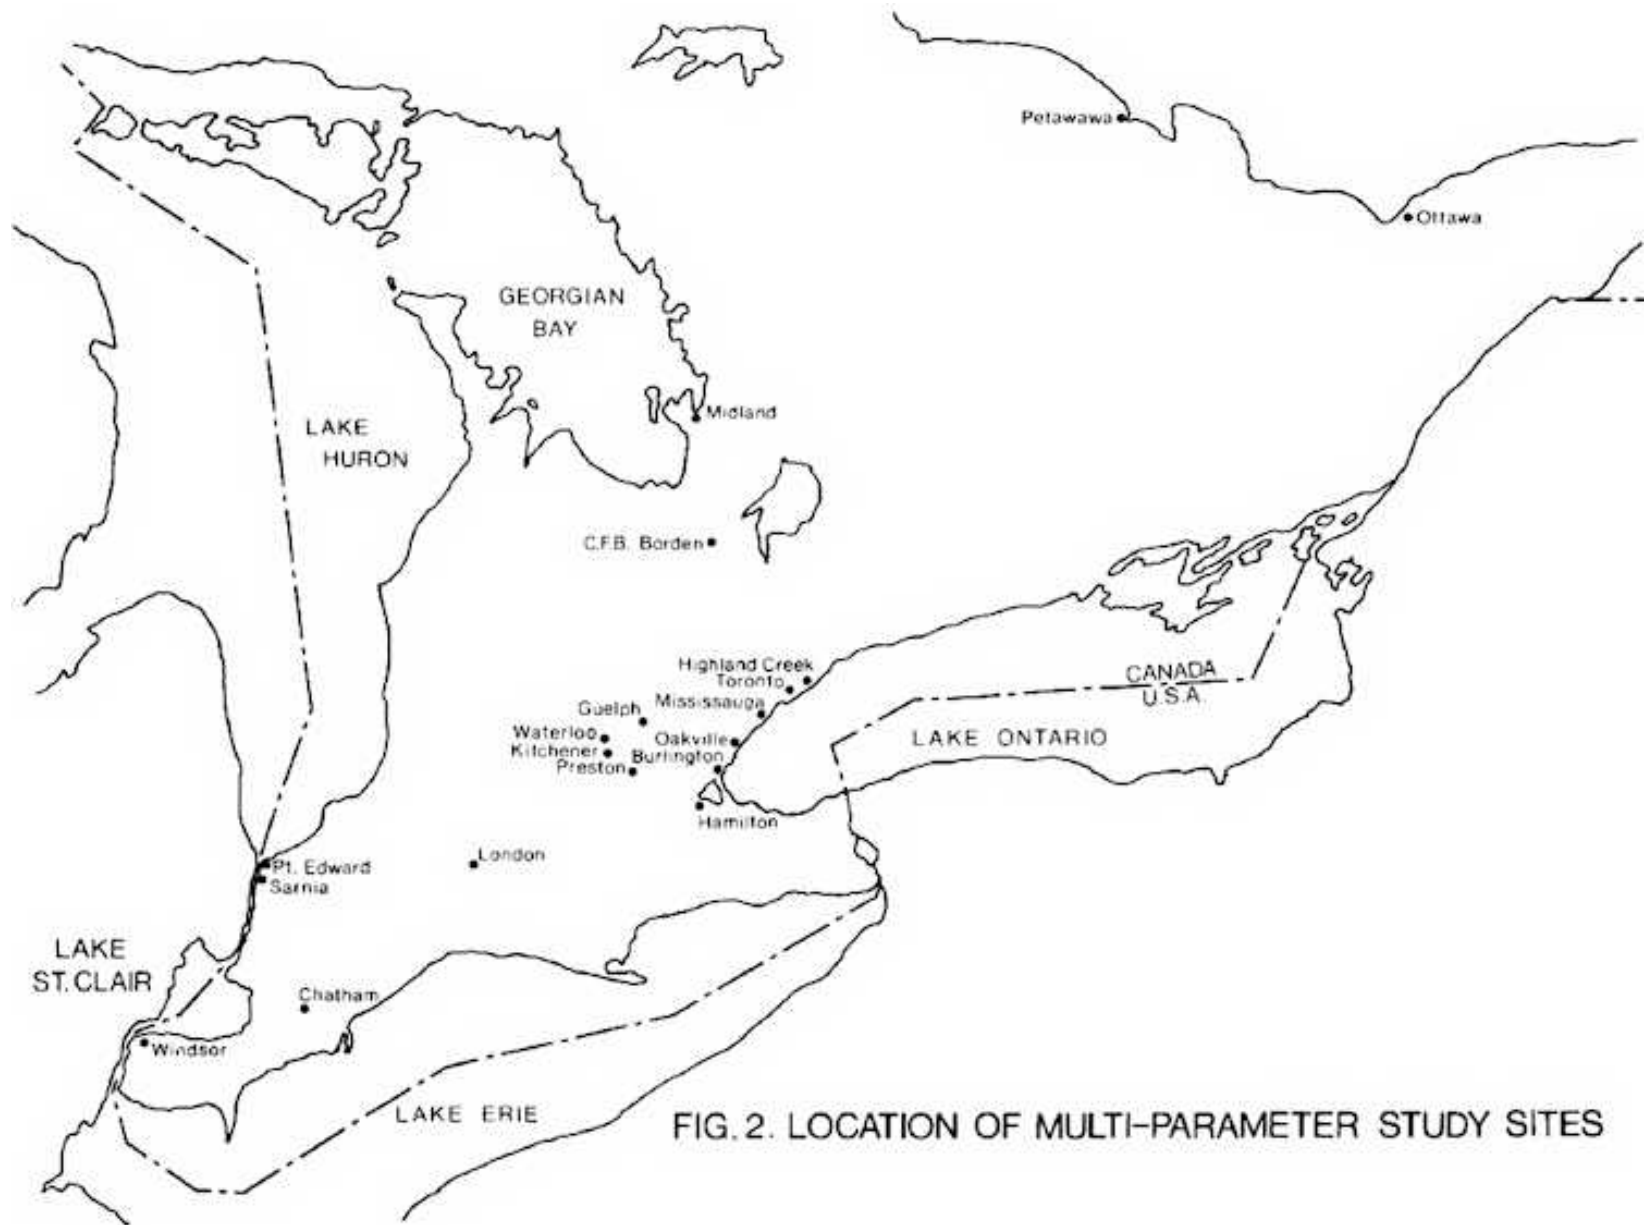 Petawawa
Ottawa
GEORGIAN
BAY
LAKE
HURON
Midland
C.F.B. Borden
Highland Creek
Toronto
Mississauga
Guelph
Waterloo
Kitchener
Preston
Oakville
Burlington
Hamilton
CANADA
U.S.A.
LAKE ONTARIO
London
Pt. Edward
Sarnia
LAKE
ST. CLAIR
Chatham
Windsor
LAKE ERIE
FIG. 2. LOCATION OF MULTI-PARAMETER STUDY SITES